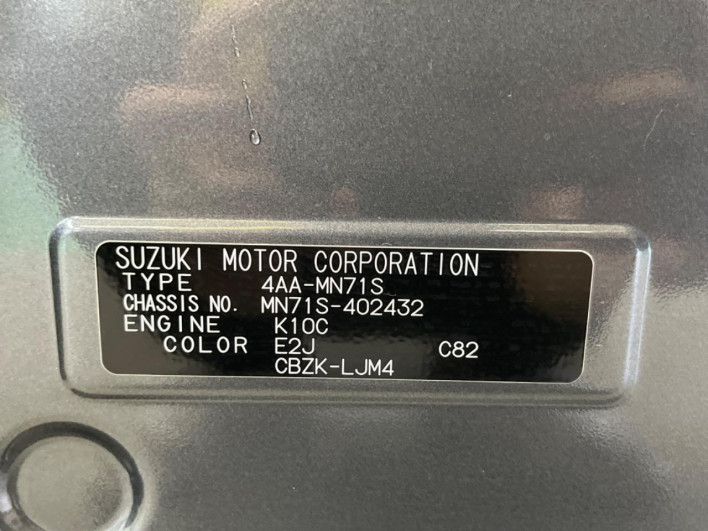 SUZUKI MOTOR CORPORATION
TYPE 4AA-MN71S
CHASSIS NO. MN71S-402432
ENGINE K10C
COLOR E2J C82
CBZK-LJM4